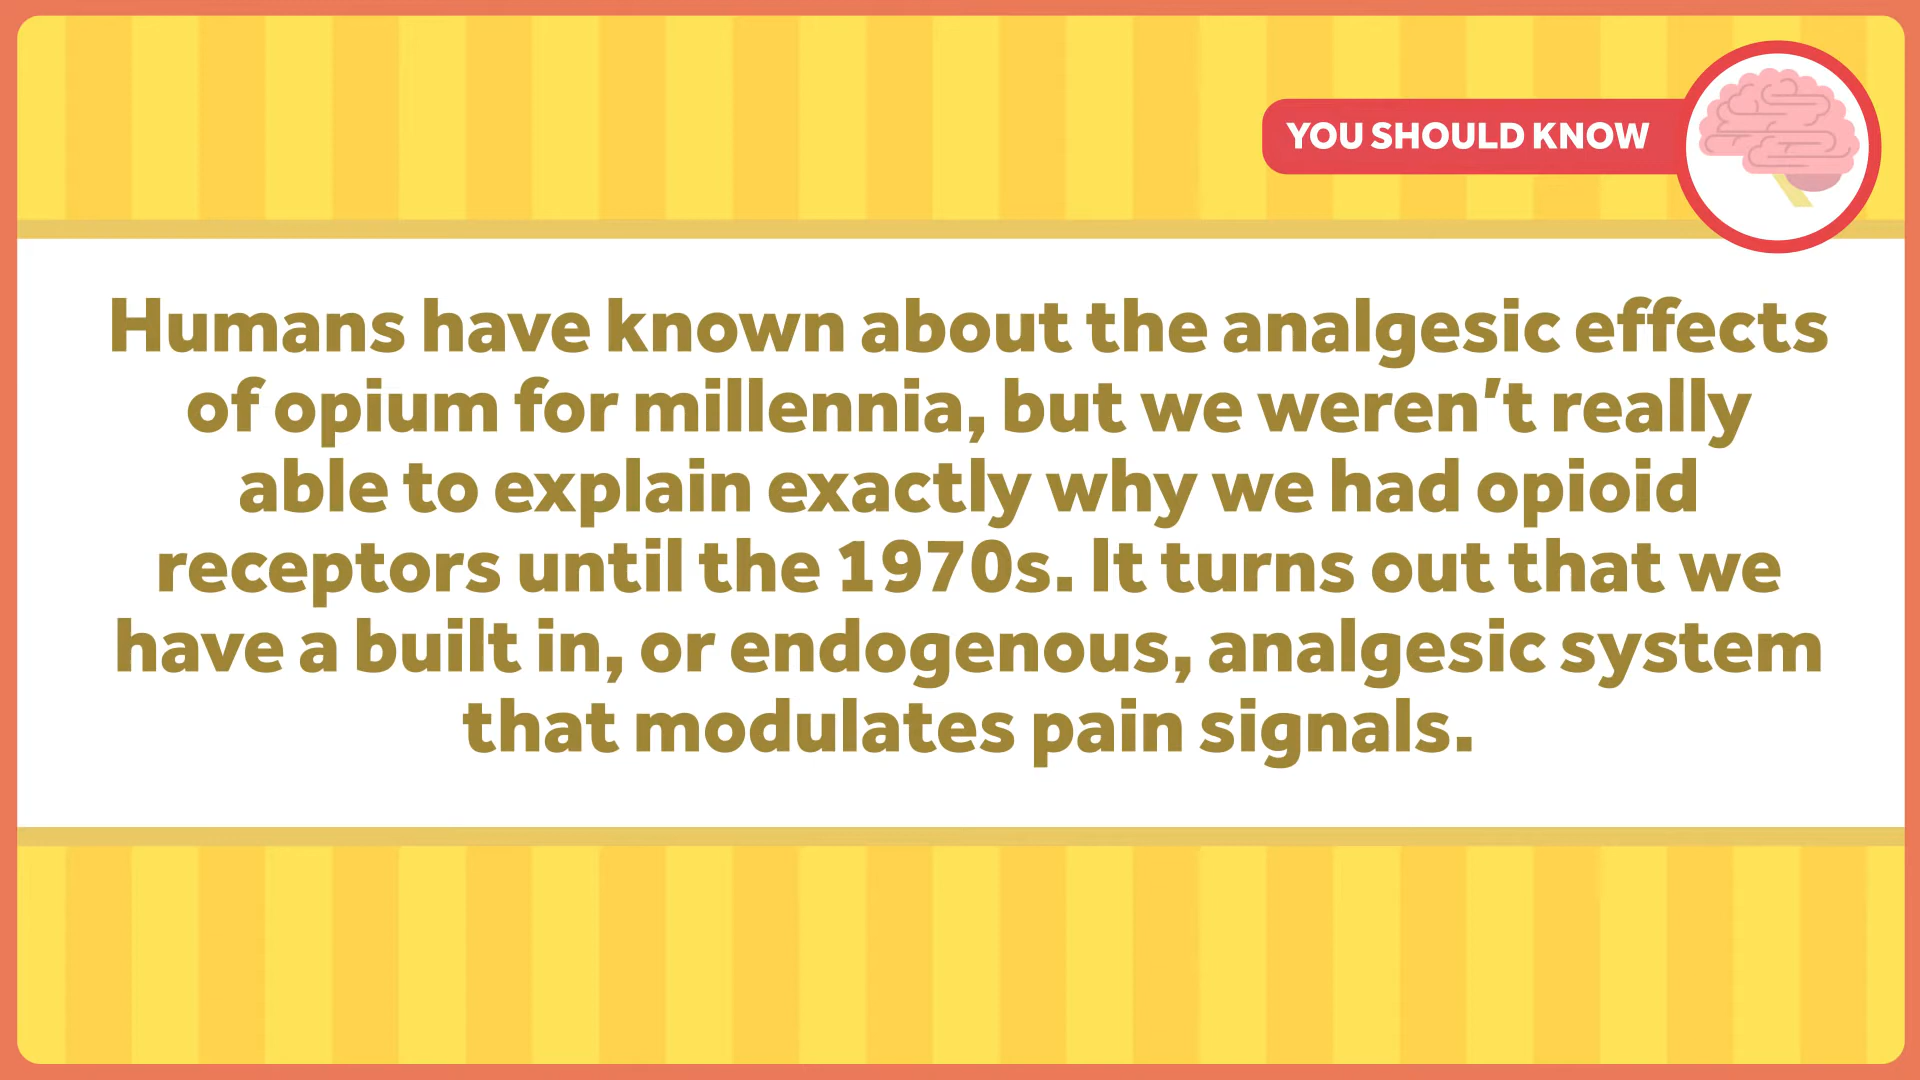 YOU SHOULD KNOW
Humans have known about the analgesic effects
of opium for millennia, but we weren't really
able to explain exactly why we had opioid
receptors until the 1970s. It turns out that we
have a built in, or endogenous, analgesic system
that modulates pain signals.